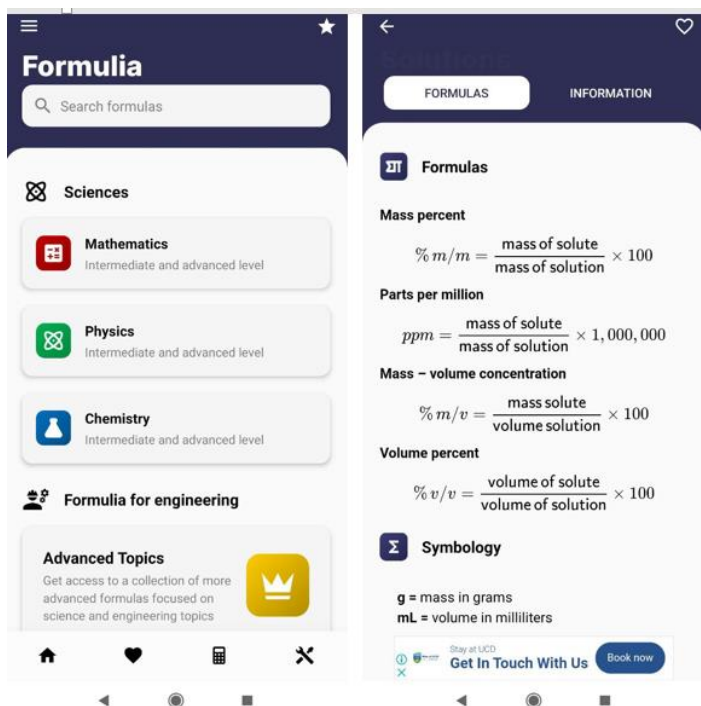 Formulia
Search formulas
Sciences
Mathematics
Intermediate and advanced level
Physics
Intermediate and advanced level
Chemistry
Intermediate and advanced level
Formulia for engineering
Advanced Topics
Get access to a collection of more
advanced formulas focused on
science and engineering topics
Solutions
FORMULAS INFORMATION
Σπ Formulas
Mass percent
% m/m = mass of solute / mass of solution × 100
Parts per million
ppm = mass of solute / mass of solution × 1,000,000
Mass – volume concentration
% m/v = mass solute / volume solution × 100
Volume percent
% v/v = volume of solute / volume of solution × 100
Σ Symbology
g = mass in grams
mL = volume in milliliters
Stay at UCD
Get In Touch With Us Book now